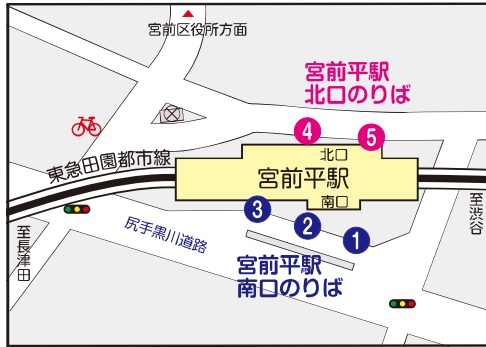 宮前区役所方面
宮前平駅
北口のりば
4
5
東急田園都市線
北口
宮前平駅
南口
3
2
1
至渋谷
至長津田
尻手黒川道路
宮前平駅
南口のりば